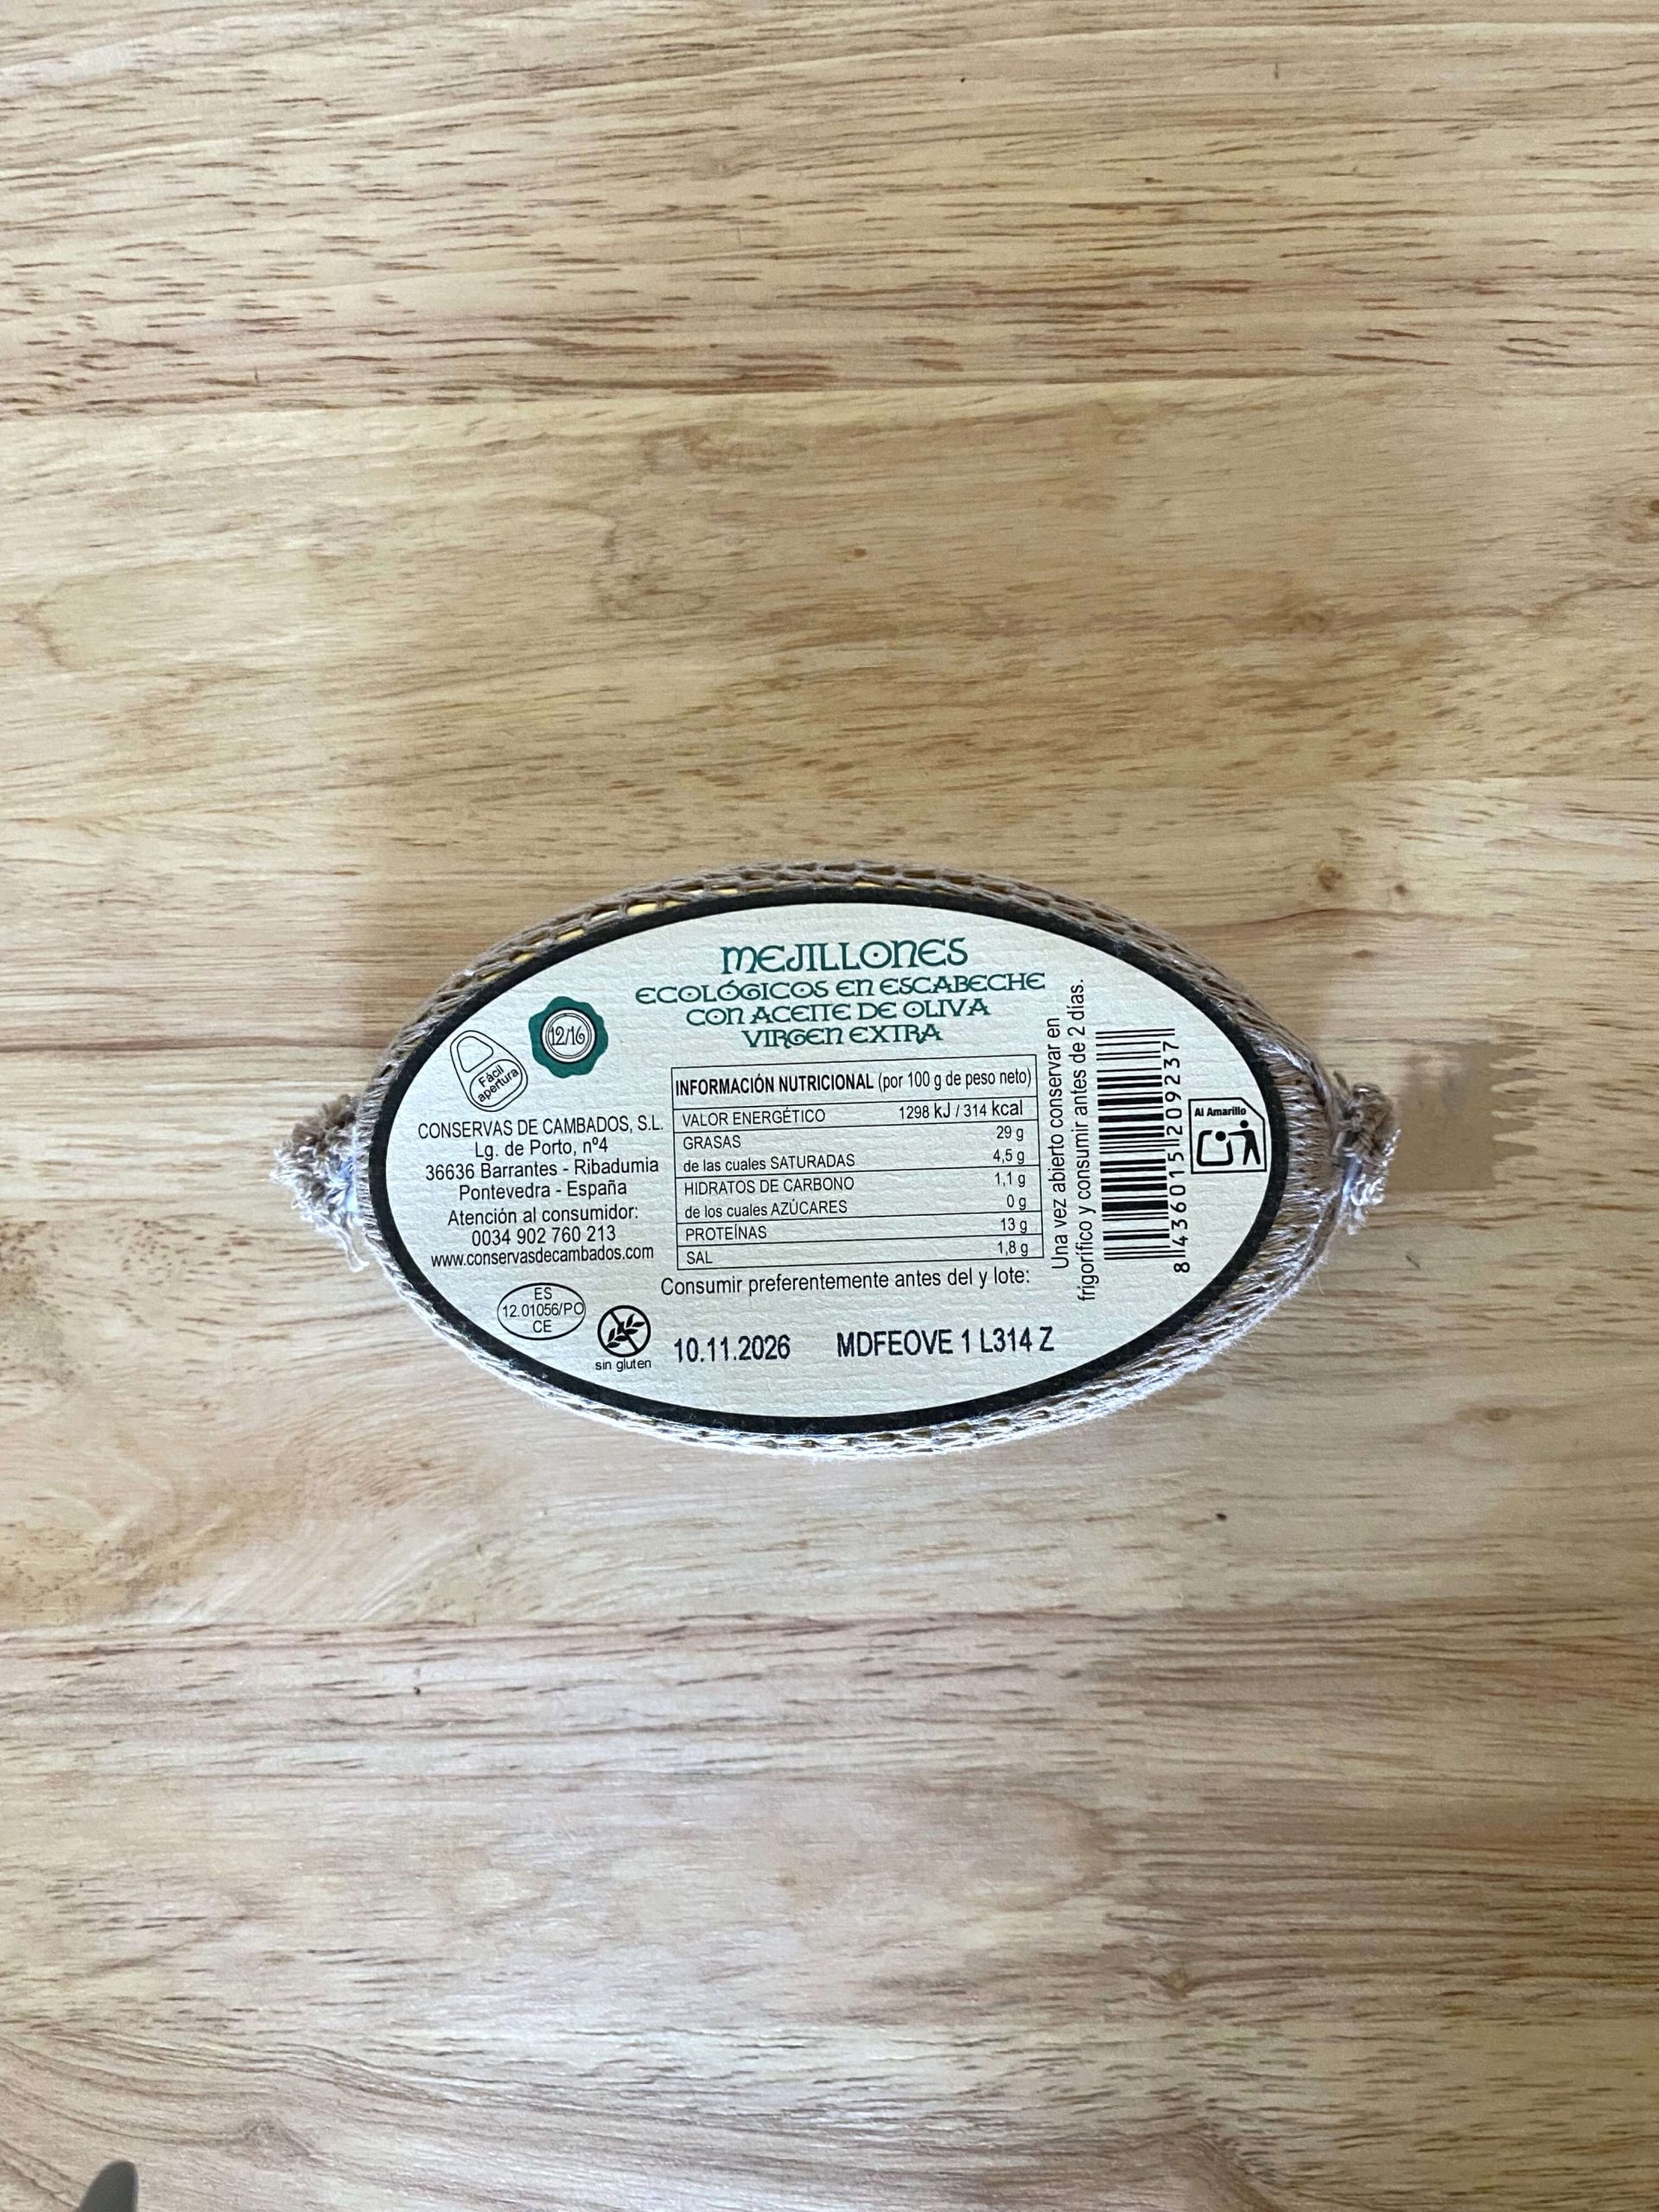 MEJILLONES
ECOLÓGICOS EN ESCABECHE
CON ACEITE DE OLIVA
VIRGEN EXTRA
12/16
Fácil
apertura
CONSERVAS DE CAMBADOS, S.L.
Lg. de Porto, nº4
36636 Barrantes - Ribadumia
Pontevedra - España
Atención al consumidor:
0034 902 760 213
www.conservasdecambados.com
ES
12.01056/PO
CE
sin gluten
INFORMACIÓN NUTRICIONAL (por 100 g de peso neto)
VALOR ENERGÉTICO 1298 kJ / 314 kcal
GRASAS 29 g
de las cuales SATURADAS 4,5 g
HIDRATOS DE CARBONO 1,1 g
de los cuales AZÚCARES 0 g
PROTEÍNAS 13 g
SAL 1,8 g
Consumir preferentemente antes del y lote:
10.11.2026 MDFEOVE 1 L314 Z
Una vez abierto conservar en
frigorífico y consumir antes de 2 días.
8 436015 209237
Al Amarillo